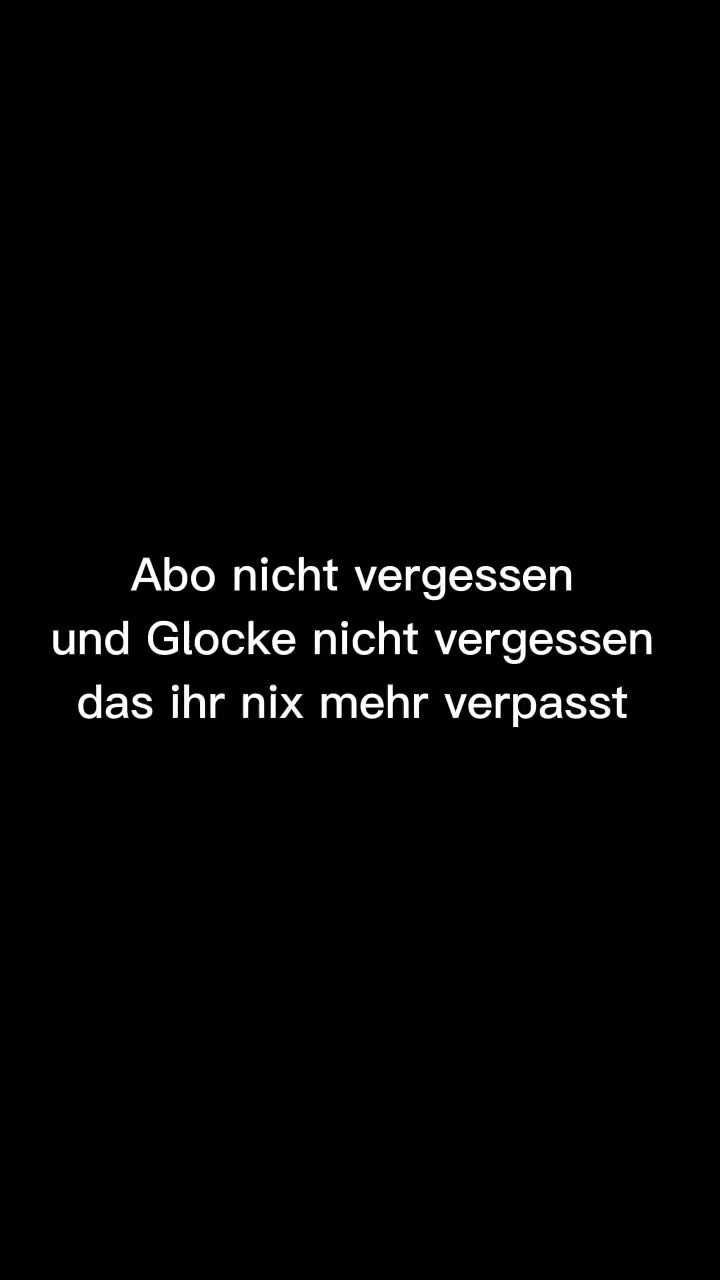 Abo nicht vergessen
und Glocke nicht vergessen
das ihr nix mehr verpasst